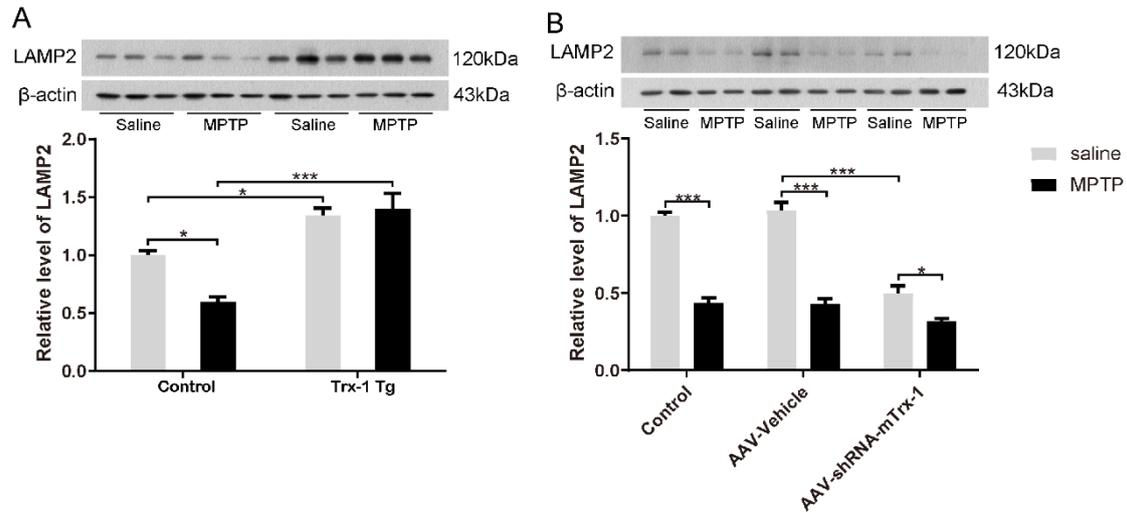 A
LAMP2
120kDa
β-actin
43kDa
Saline MPTP Saline MPTP
Relative level of LAMP2
2.0
1.5
1.0
0.5
0.0
***
*
*
Control Trx-1 Tg
B
LAMP2
120kDa
β-actin
43kDa
Saline MPTP Saline MPTP Saline MPTP
Relative level of LAMP2
1.5
1.0
0.5
0.0
***
***
***
*
Control
AAV-Vehicle
AAV-shRNA-mTrx-1
saline
MPTP